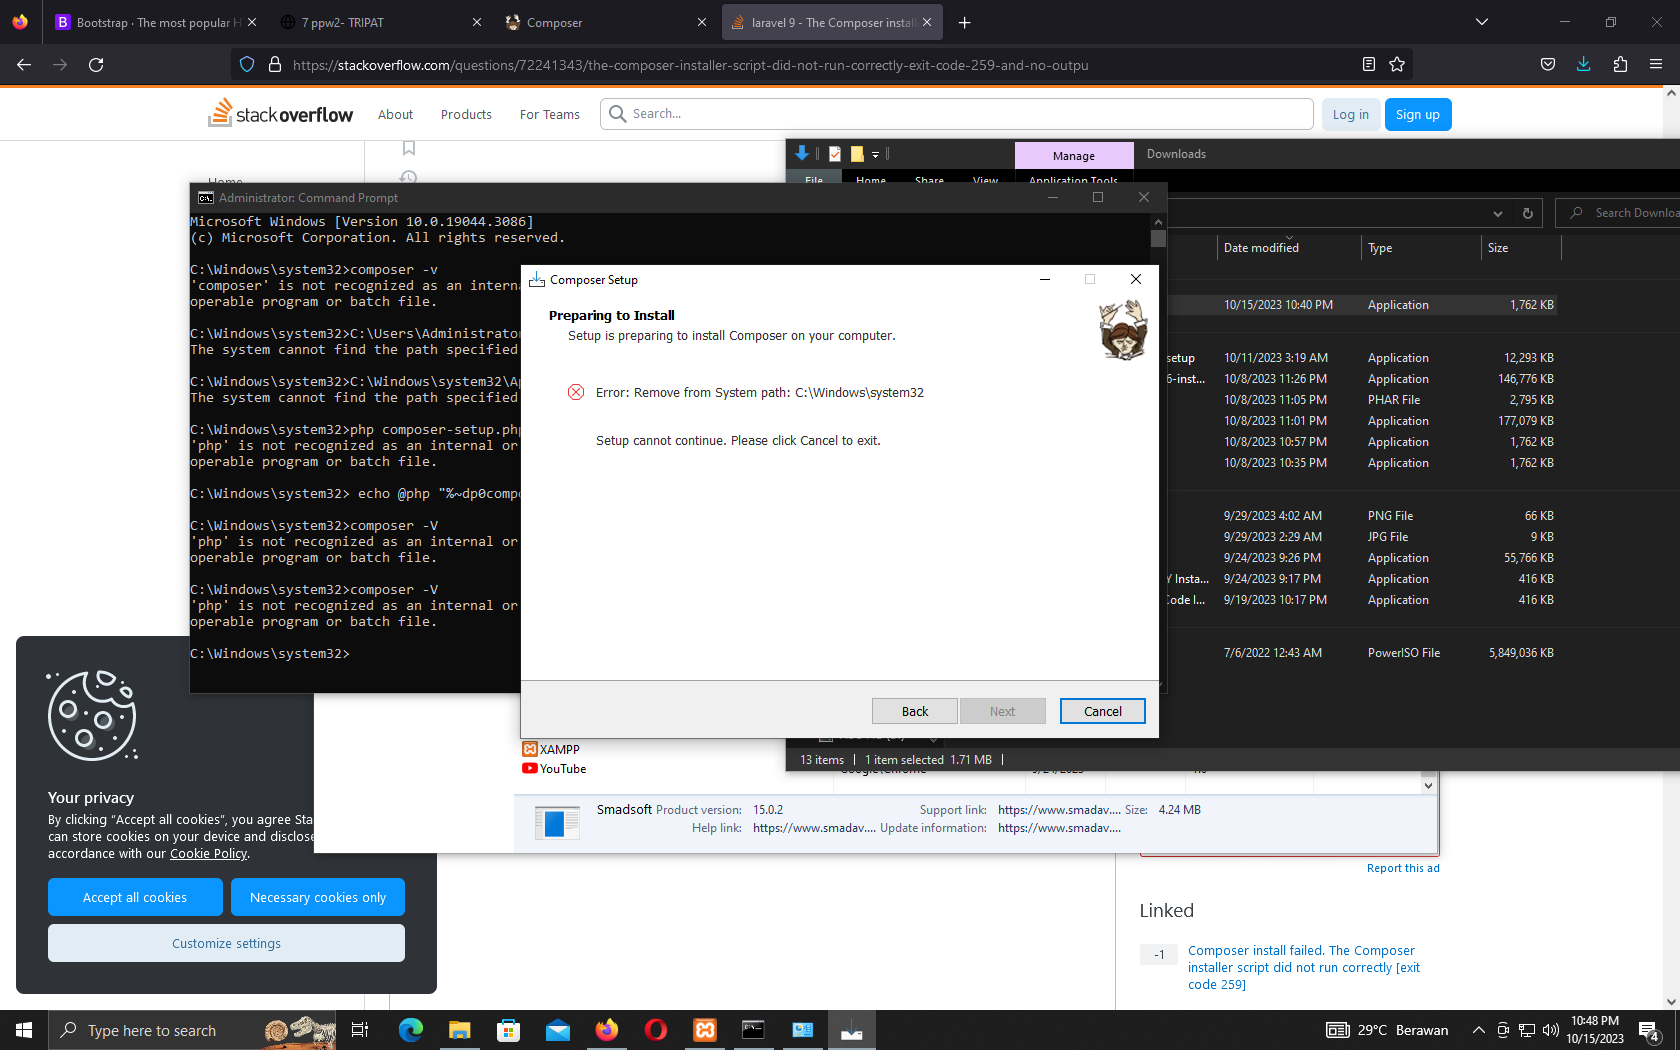 Bootstrap · The most popular H
7 ppw2- TRIPAT
Composer
laravel 9 - The Composer install
https://stackoverflow.com/questions/72241343/the-composer-installer-script-did-not-run-correctly-exit-code-259-and-no-outpu
stackoverflow
About
Products
For Teams
Search...
Log in
Sign up
Home
Manage
Downloads
File
Home
Share
View
Application Tools
Search Downloa
Date modified
Type
Size
10/15/2023 10:40 PM Application 1,762 KB
setup 10/11/2023 3:19 AM Application 12,293 KB
6-inst... 10/8/2023 11:26 PM Application 146,776 KB
10/8/2023 11:05 PM PHAR File 2,795 KB
10/8/2023 11:01 PM Application 177,079 KB
10/8/2023 10:57 PM Application 1,762 KB
10/8/2023 10:35 PM Application 1,762 KB
9/29/2023 4:02 AM PNG File 66 KB
9/29/2023 2:29 AM JPG File 9 KB
9/24/2023 9:26 PM Application 55,766 KB
Y Insta... 9/24/2023 9:17 PM Application 416 KB
Code I... 9/19/2023 10:17 PM Application 416 KB
7/6/2022 12:43 AM PowerISO File 5,849,036 KB
13 items
1 item selected 1.71 MB
Administrator: Command Prompt
Microsoft Windows [Version 10.0.19044.3086]
(c) Microsoft Corporation. All rights reserved.
C:\Windows\system32>composer -v
'composer' is not recognized as an interna
operable program or batch file.
C:\Windows\system32>C:\Users\Administrator
The system cannot find the path specified
C:\Windows\system32>C:\Windows\system32\Ap
The system cannot find the path specified
C:\Windows\system32>php composer-setup.php
'php' is not recognized as an internal or
operable program or batch file.
C:\Windows\system32> echo @php "%~dp0compo
C:\Windows\system32>composer -V
'php' is not recognized as an internal or
operable program or batch file.
C:\Windows\system32>composer -V
'php' is not recognized as an internal or
operable program or batch file.
C:\Windows\system32>
Composer Setup
Preparing to Install
Setup is preparing to install Composer on your computer.
Error: Remove from System path: C:\Windows\system32
Setup cannot continue. Please click Cancel to exit.
Back
Next
Cancel
XAMPP
YouTube
Smadsoft Product version: 15.0.2 Support link: https://www.smadav.... Size: 4.24 MB
Help link: https://www.smadav.... Update information: https://www.smadav....
Your privacy
By clicking "Accept all cookies", you agree Sta
can store cookies on your device and disclose
accordance with our Cookie Policy.
Accept all cookies
Necessary cookies only
Customize settings
Report this ad
Linked
-1
Composer install failed. The Composer
installer script did not run correctly [exit
code 259]
Type here to search
29°C Berawan
10:48 PM
10/15/2023
4